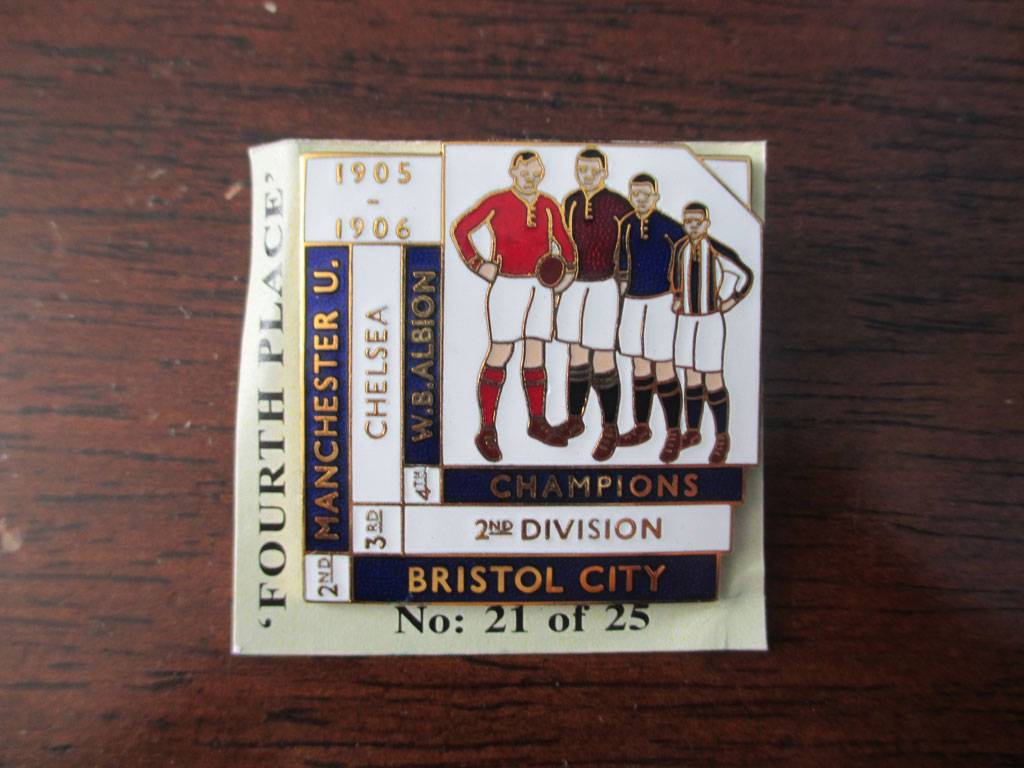 'FOURTH PLACE'
1905
-
1906
MANCHESTER U.
2ND
CHELSEA
3RD
W.B.ALBION
4TH
CHAMPIONS
2ND DIVISION
BRISTOL CITY
No: 21 of 25